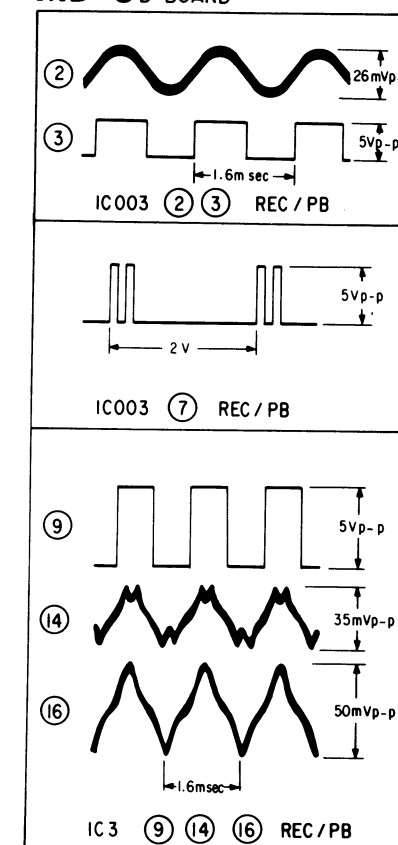 B BOARD
② 26mVp-
③ 5Vp-p
1.6m sec
IC003 ② ③ REC / PB
5Vp-p
2V
IC003 ⑦ REC / PB
⑨ 5Vp-p
⑭ 35mVp-p
⑯ 50mVp-p
1.6msec
IC3 ⑨ ⑭ ⑯ REC / PB